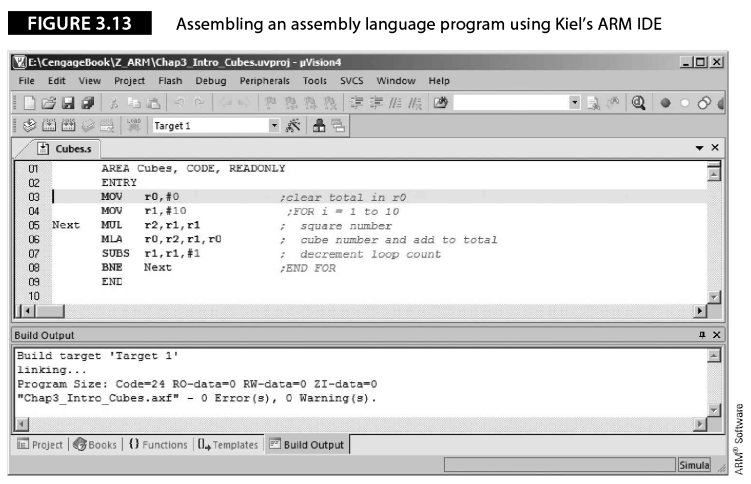 FIGURE 3.13 Assembling an assembly language program using Kiel's ARM IDE
E:\CengageBook\Z_ARM\Chap3_Intro_Cubes.uvproj - µVision4
File Edit View Project Flash Debug Peripherals Tools SVCS Window Help
LOAD Target 1
Cubes.s
01 AREA Cubes, CODE, READONLY
02 ENTRY
03 MOV r0,#0 ;clear total in r0
04 MOV r1,#10 ;FOR i = 1 to 10
05 Next MUL r2,r1,r1 ; square number
06 MLA r0,r2,r1,r0 ; cube number and add to total
07 SUBS r1,r1,#1 ; decrement loop count
08 BNE Next ;END FOR
09 END
10
Build Output
Build target 'Target 1'
linking...
Program Size: Code=24 RO-data=0 RW-data=0 ZI-data=0
"Chap3_Intro_Cubes.axf" - 0 Error(s), 0 Warning(s).
Project Books {} Functions Templates Build Output
Simula
ARM® Software